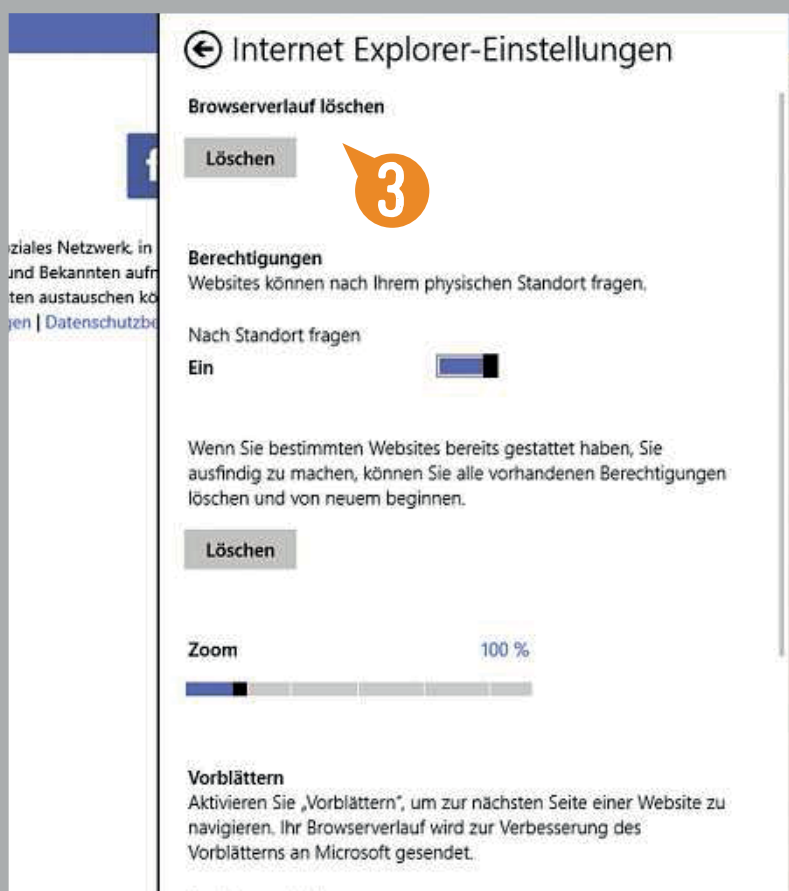 Internet Explorer-Einstellungen
Browserverlauf löschen
Löschen
3
f
ziales Netzwerk, in
und Bekannten aufn
ten austauschen kö
gen | Datenschutzbe
Berechtigungen
Websites können nach Ihrem physischen Standort fragen.
Nach Standort fragen
Ein
Wenn Sie bestimmten Websites bereits gestattet haben, Sie
ausfindig zu machen, können Sie alle vorhandenen Berechtigungen
löschen und von neuem beginnen.
Löschen
Zoom 100 %
Vorblättern
Aktivieren Sie „Vorblättern“, um zur nächsten Seite einer Website zu
navigieren. Ihr Browserverlauf wird zur Verbesserung des
Vorblätterns an Microsoft gesendet.